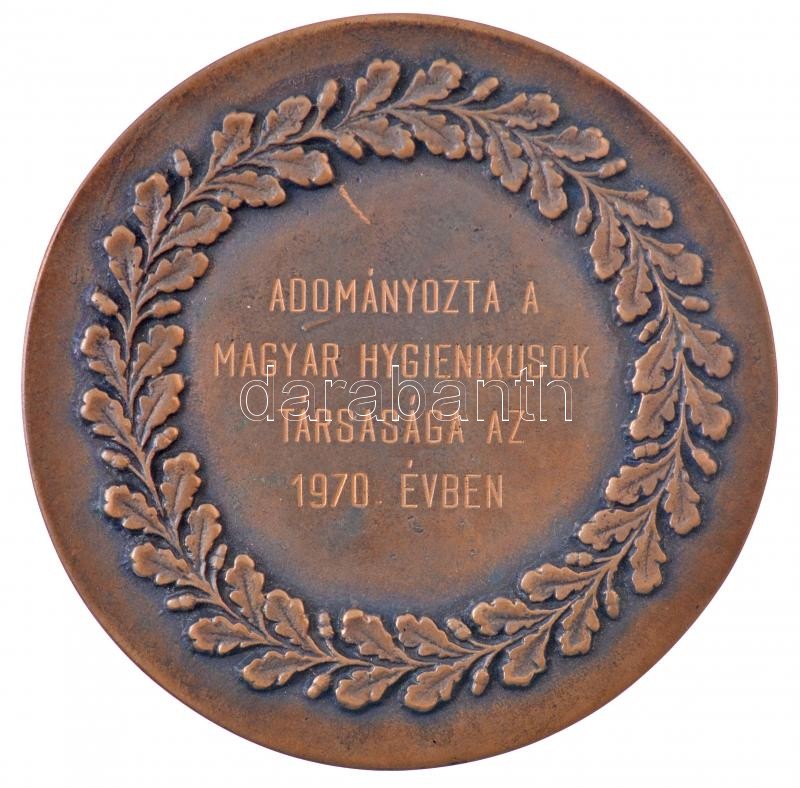 ADOMÁNYOZTA A
MAGYAR HYGIENIKUSOK
darabanth
TÁRSASÁGA AZ
1970. ÉVBEN